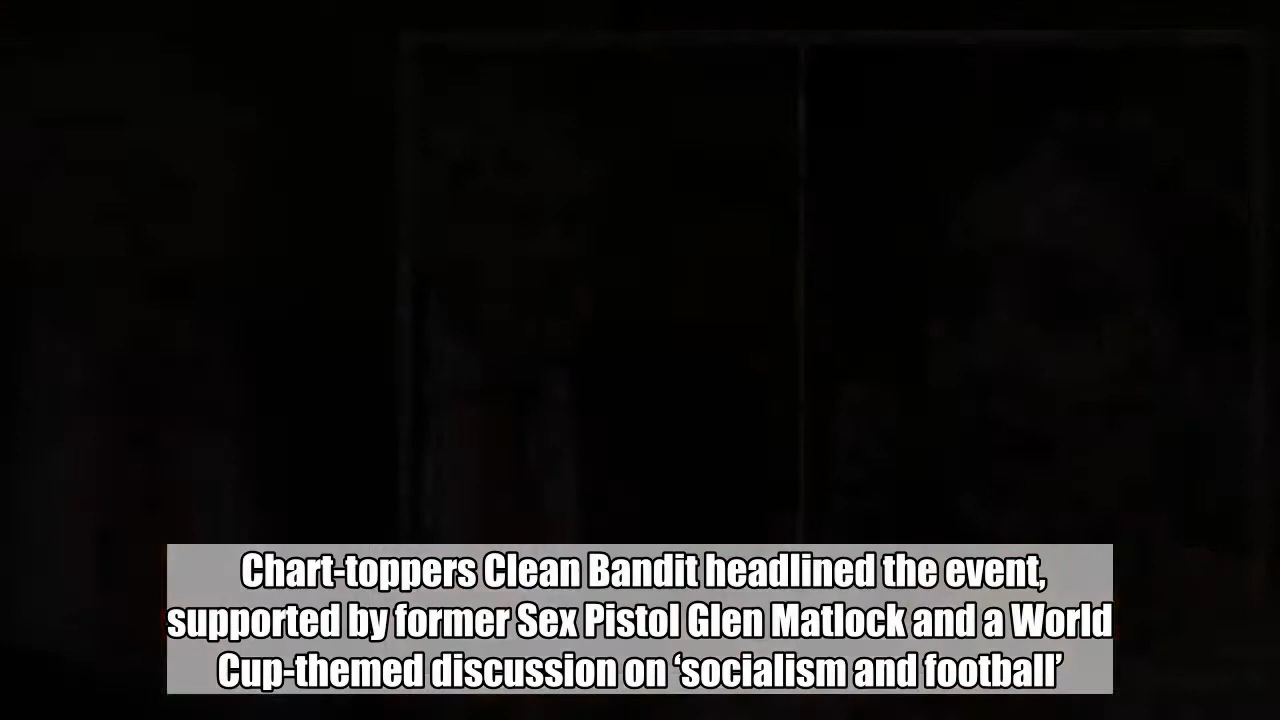 Chart-toppers Clean Bandit headlined the event,
supported by former Sex Pistol Glen Matlock and a World
Cup-themed discussion on ‘socialism and football’